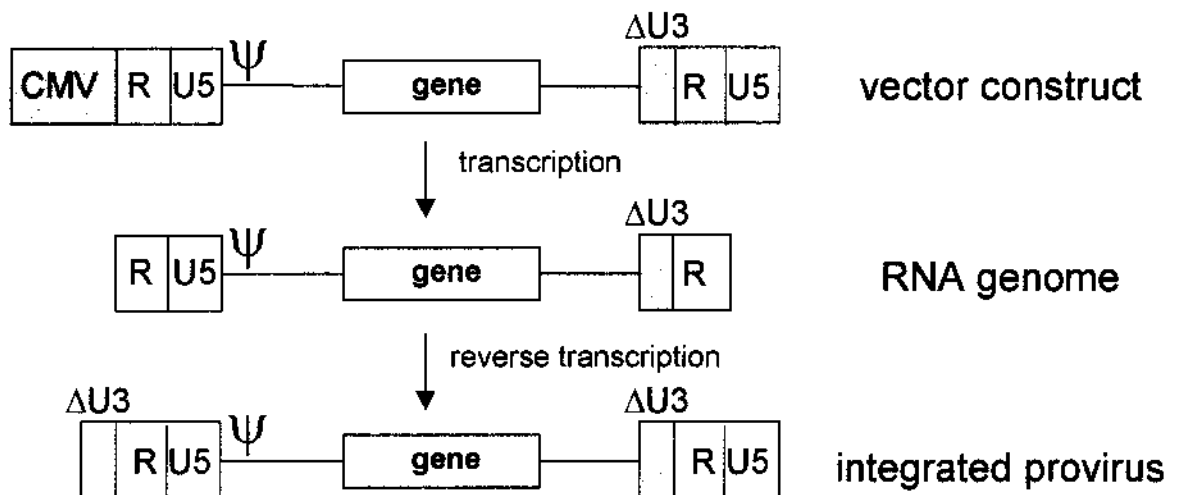 ΔU3
CMV R U5 ψ gene R U5 vector construct
transcription
ΔU3
R U5 ψ gene R RNA genome
reverse transcription
ΔU3 ΔU3
R U5 ψ gene R U5 integrated provirus